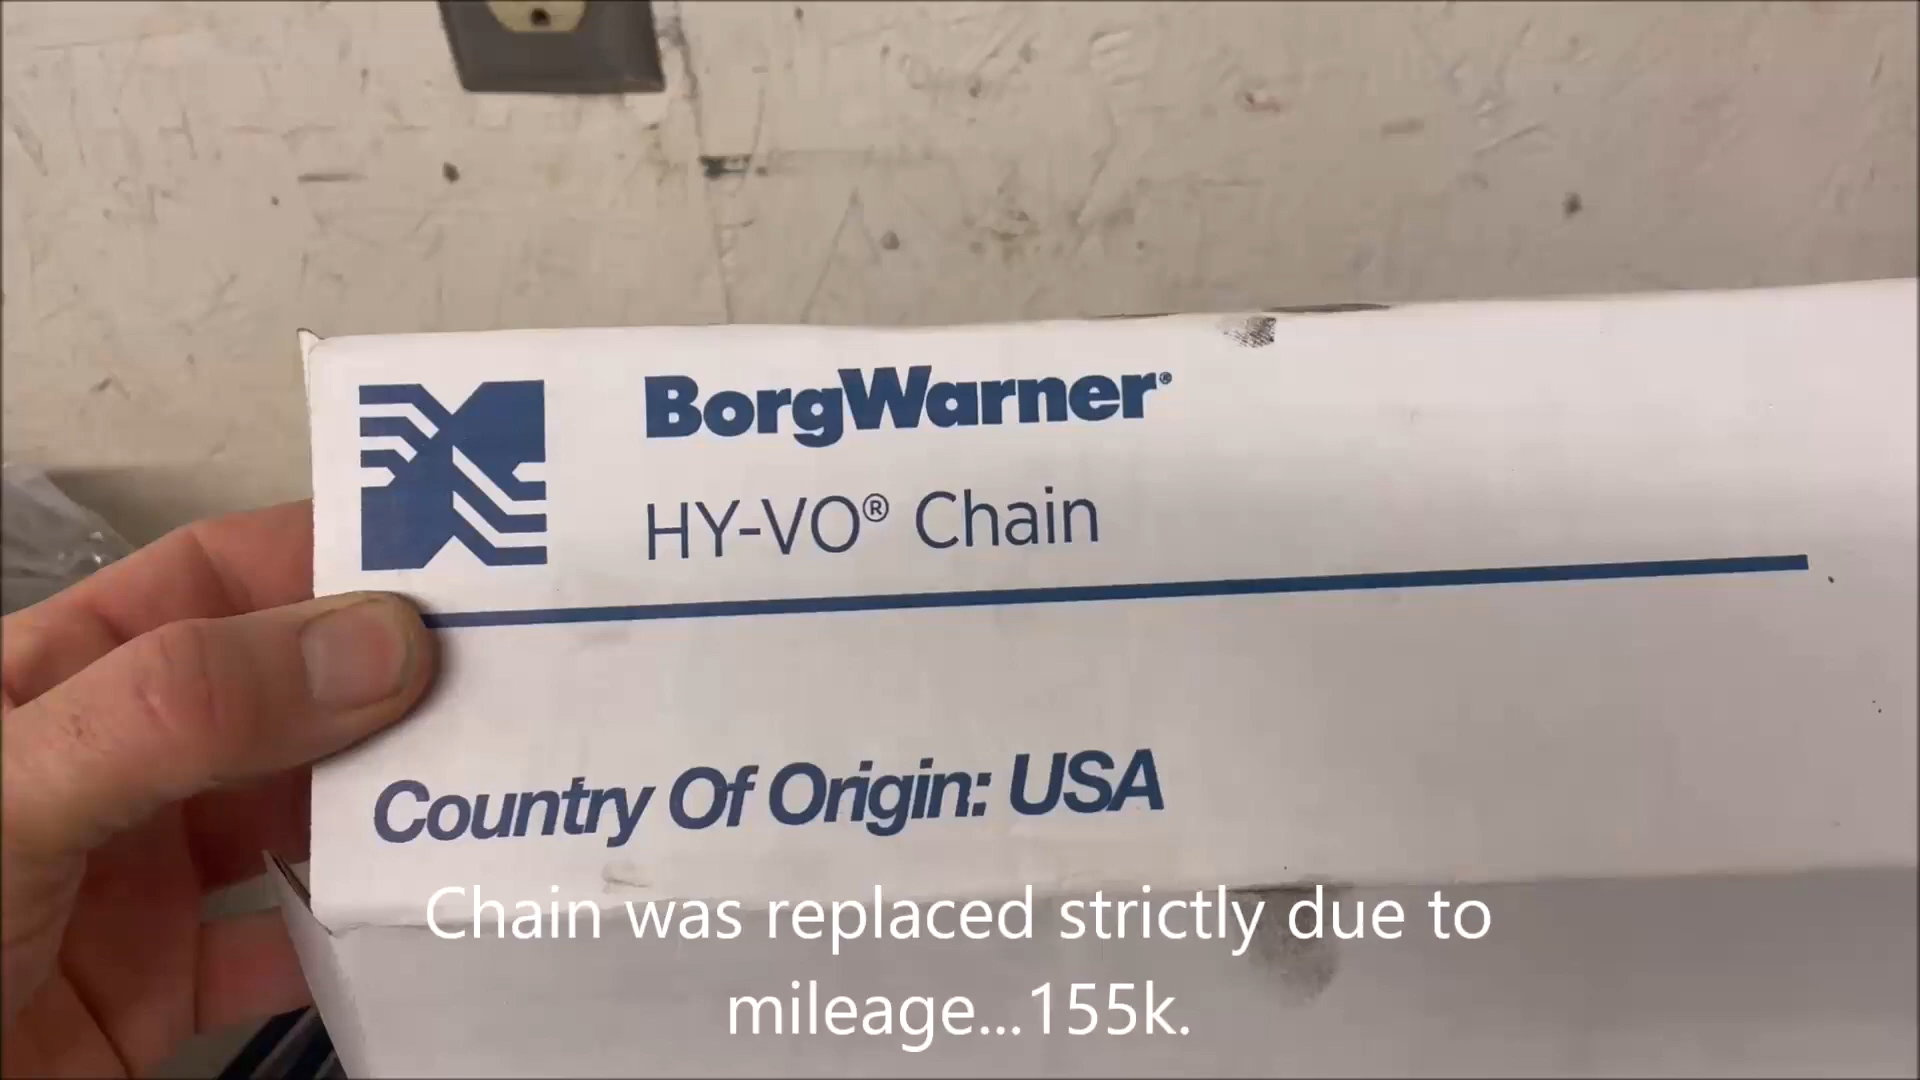 BorgWarner®
HY-VO® Chain
Country Of Origin: USA
Chain was replaced strictly due to
mileage...155k.